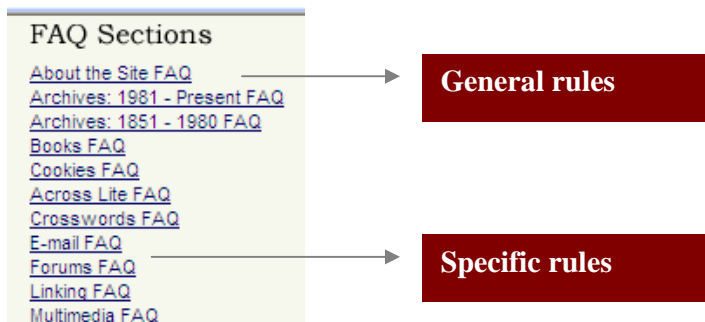 FAQ Sections
About the Site FAQ
General rules
Archives: 1981 - Present FAQ
Archives: 1851 - 1980 FAQ
Books FAQ
Cookies FAQ
Across Lite FAQ
Crosswords FAQ
E-mail FAQ
Forums FAQ
Specific rules
Linking FAQ
Multimedia FAQ